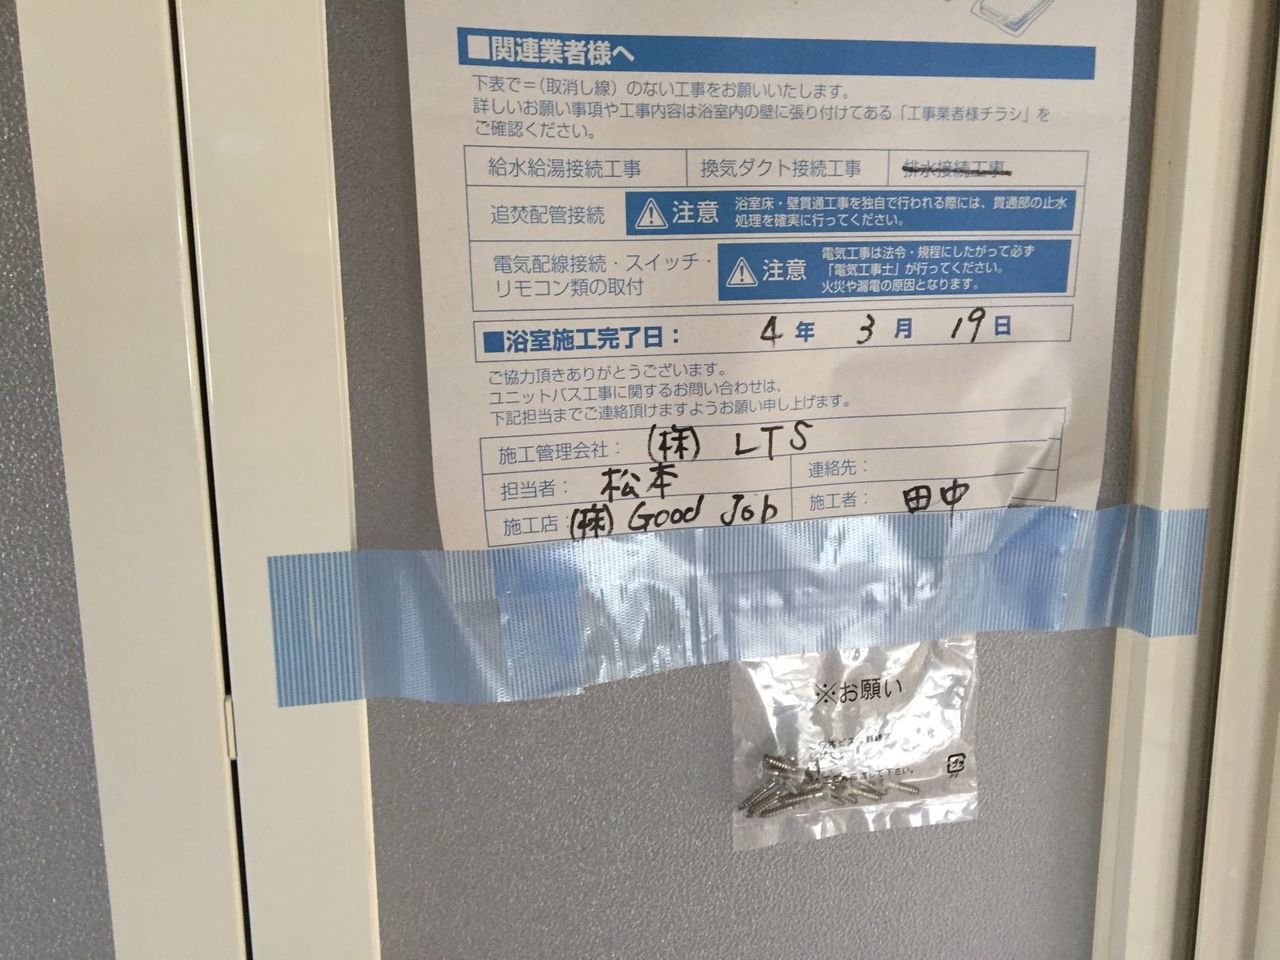 ■関連業者様へ
下表で＝(取消し線)のない工事をお願いいたします。
詳しいお願い事項や工事内容は浴室内の壁に張り付けてある「工事業者様チラシ」を
ご確認ください。
給水給湯接続工事 換気ダクト接続工事 排水接続工事
追焚配管接続 注意 浴室床・壁貫通工事を独自で行われる際には、貫通部の止水
処理を確実に行ってください。
電気配線接続・スイッチ・
リモコン類の取付
注意 電気工事は法令・規程にしたがって必ず
「電気工事士」が行ってください。
火災や漏電の原因となります。
■浴室施工完了日： 4年 3月 19日
ご協力頂きありがとうございます。
ユニットバス工事に関するお問い合わせは、
下記担当までご連絡頂けますようお願い申し上げます。
施工管理会社： (株) LTS
担当者： 松本 連絡先：
施工店 (株) Good Job 施工者： 田中
※お願い
プラ